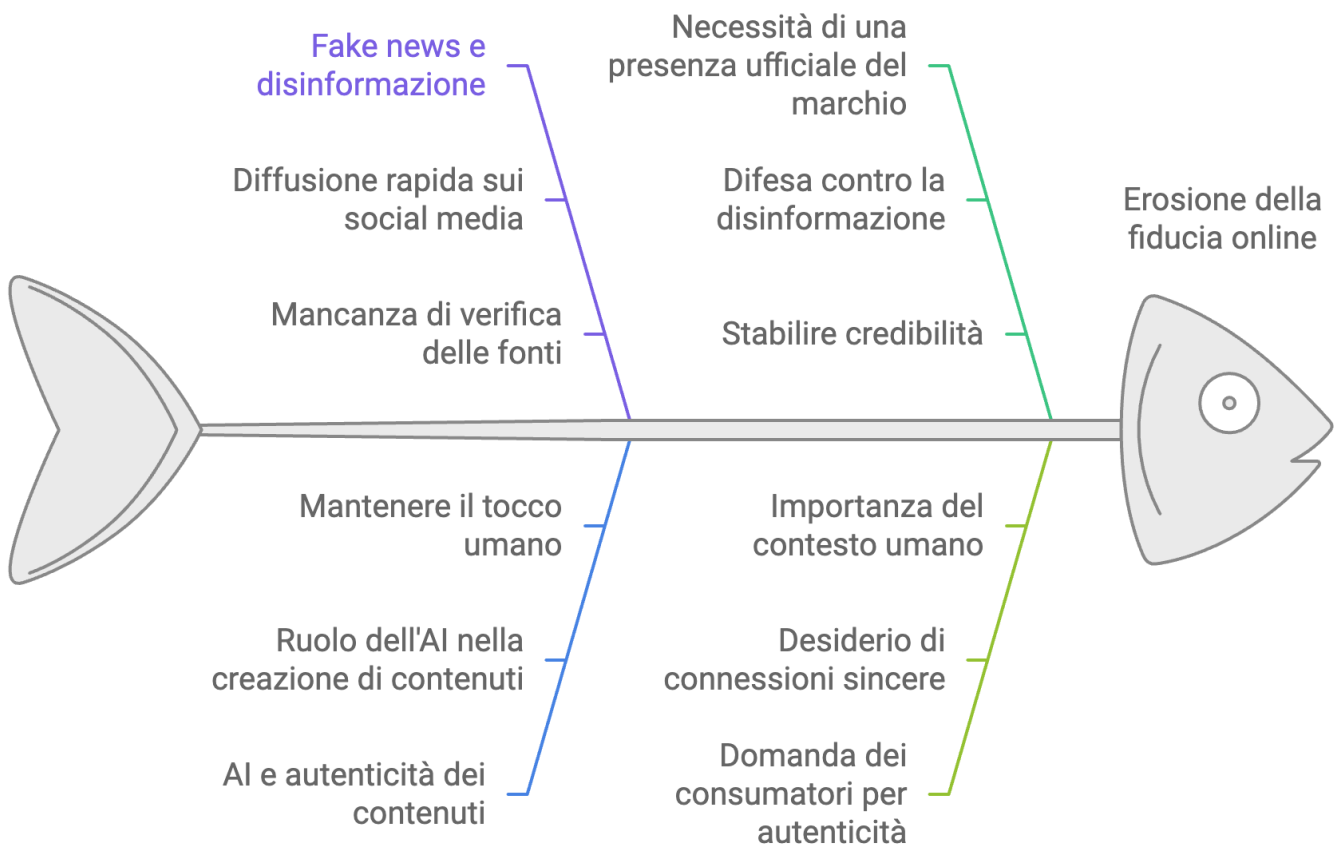 Fake news e
disinformazione
Diffusione rapida sui
social media
Mancanza di verifica
delle fonti
Necessità di una
presenza ufficiale del
marchio
Difesa contro la
disinformazione
Stabilire credibilità
Erosione della
fiducia online
Mantenere il tocco
umano
Ruolo dell'AI nella
creazione di contenuti
AI e autenticità dei
contenuti
Importanza del
contesto umano
Desiderio di
connessioni sincere
Domanda dei
consumatori per
autenticità